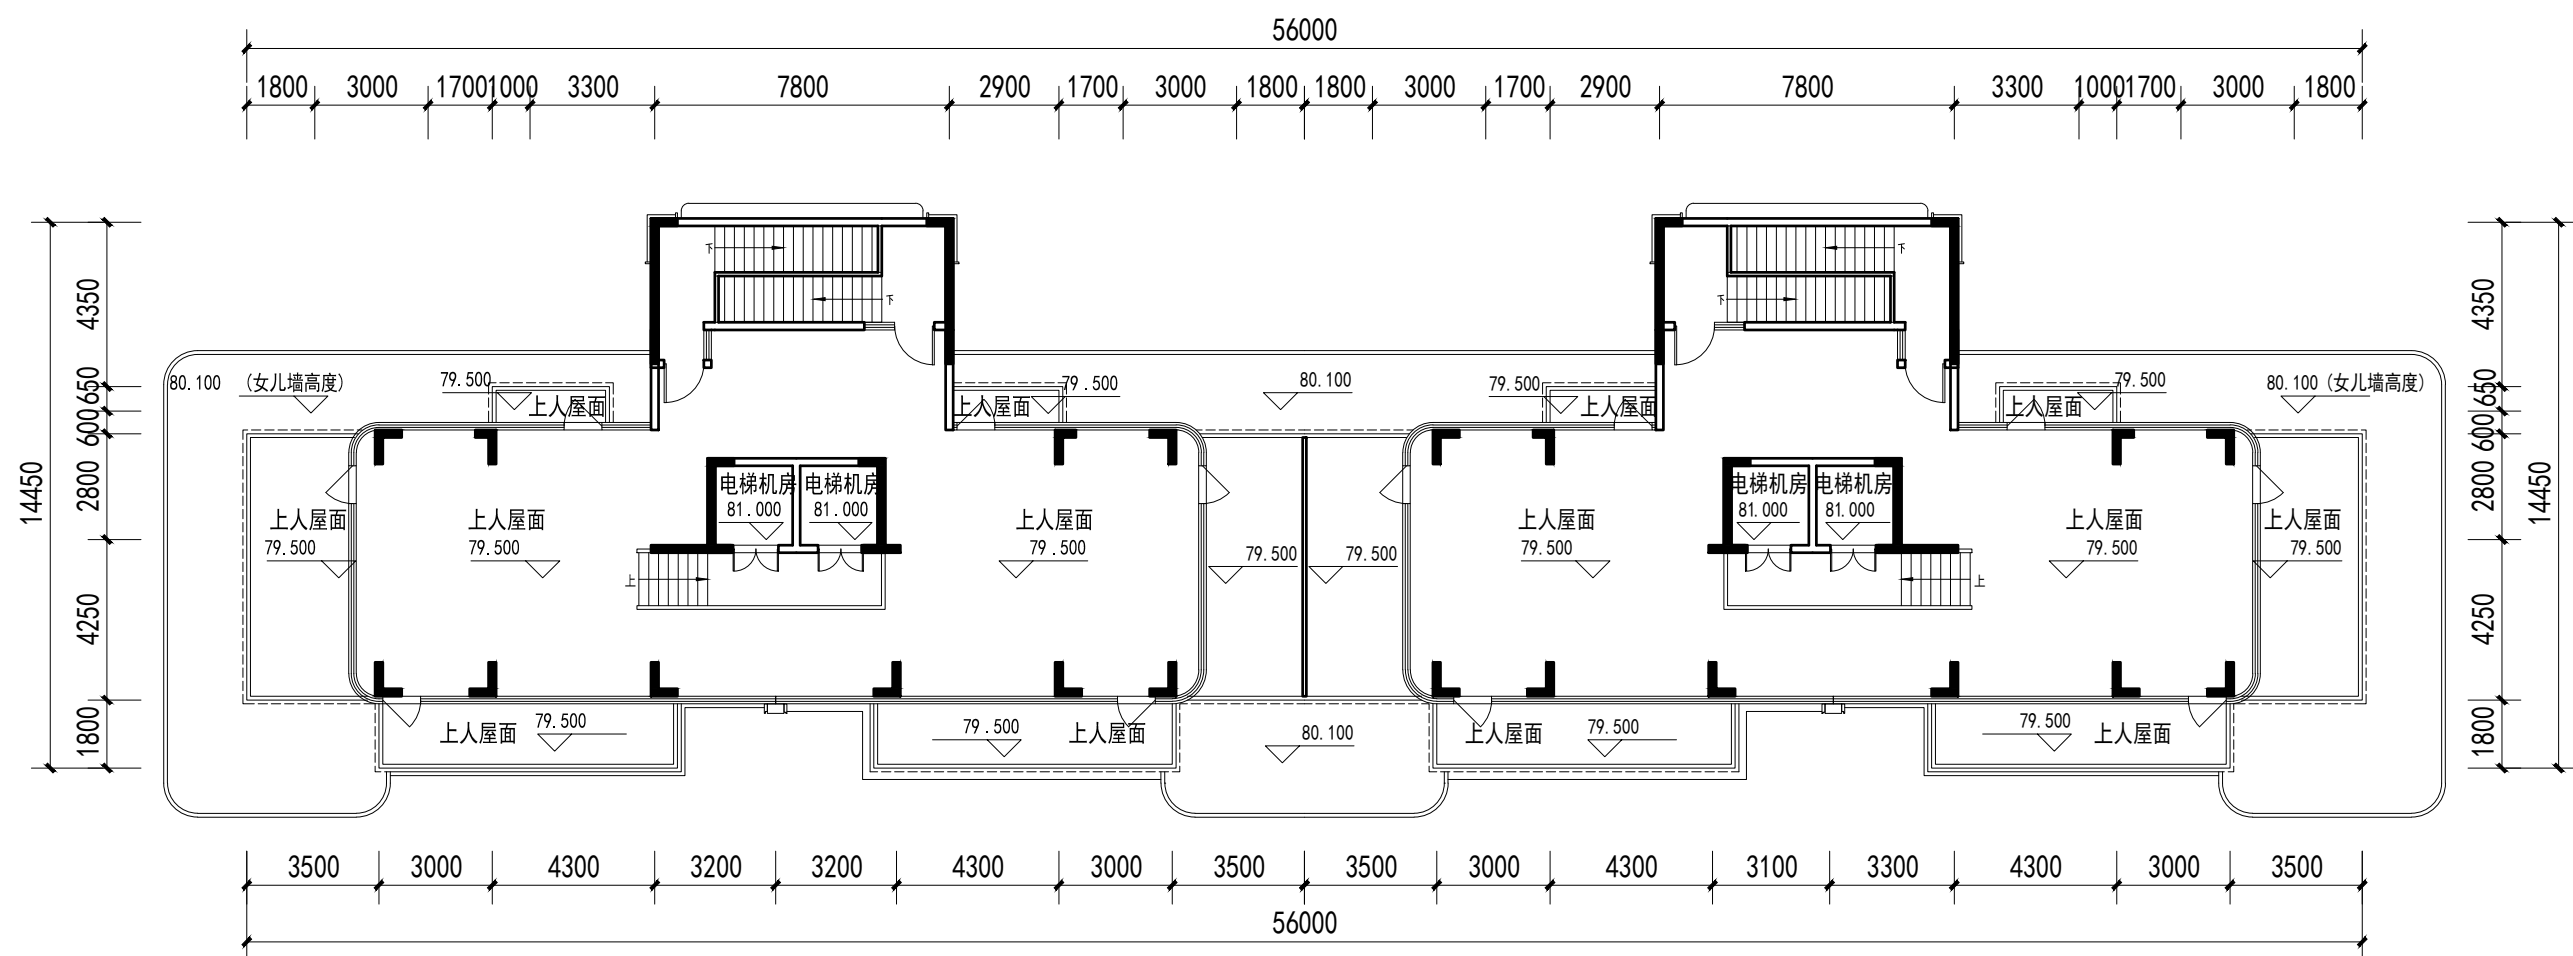 56000
1800 3000 1700 1000 3300 7800 2900 1700 3000 1800 1800 3000 1700 2900 7800 3300 1000 1700 3000 1800
下 下
下 下
14450 4350 650 600 2800 4250 1800
4350 650 600 2800 4250 1800 14450
80.100 (女儿墙高度) 79.500 79.500 80.100 79.500 79.500 80.100 (女儿墙高度)
上人屋面 上人屋面 上人屋面 上人屋面
电梯机房 电梯机房 电梯机房 电梯机房
81.000 81.000 81.000 81.000
上人屋面 上人屋面 上人屋面 上人屋面 上人屋面 上人屋面
79.500 79.500 79.500 79.500 79.500 79.500 79.500 79.500
上 上
上人屋面 79.500 79.500 上人屋面 80.100 上人屋面 79.500 79.500 上人屋面
3500 3000 4300 3200 3200 4300 3000 3500 3500 3000 4300 3100 3300 4300 3000 3500
56000